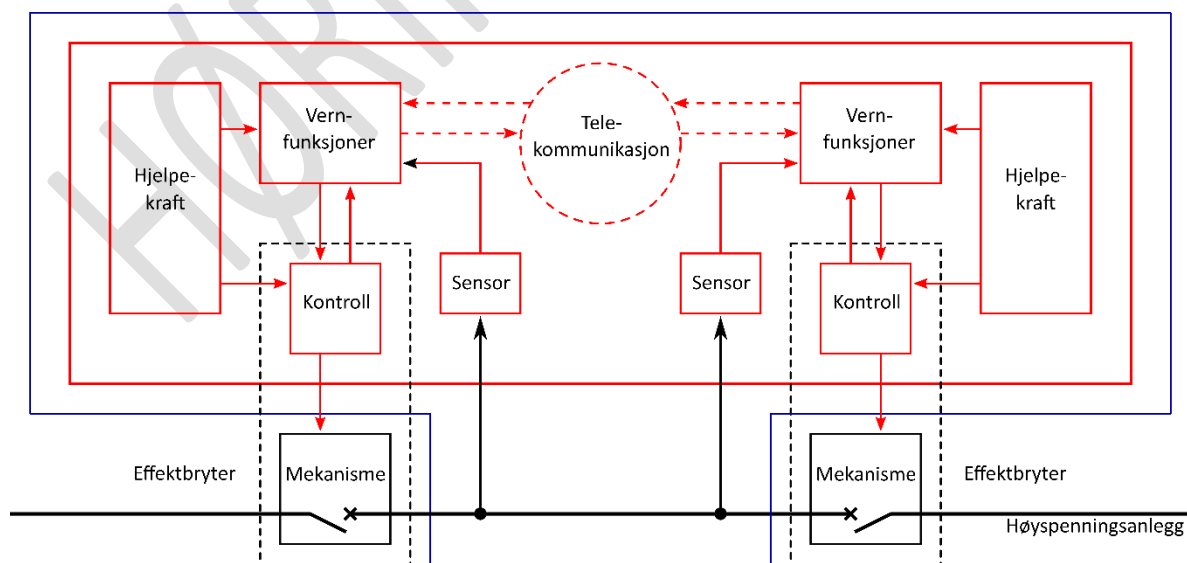 Hjelpe-
kraft
Vern-
funksjoner
Tele-
kommunikasjon
Vern-
funksjoner
Hjelpe-
kraft
Kontroll
Sensor
Sensor
Kontroll
Effektbryter
Mekanisme
Mekanisme
Effektbryter
Høyspenningsanlegg